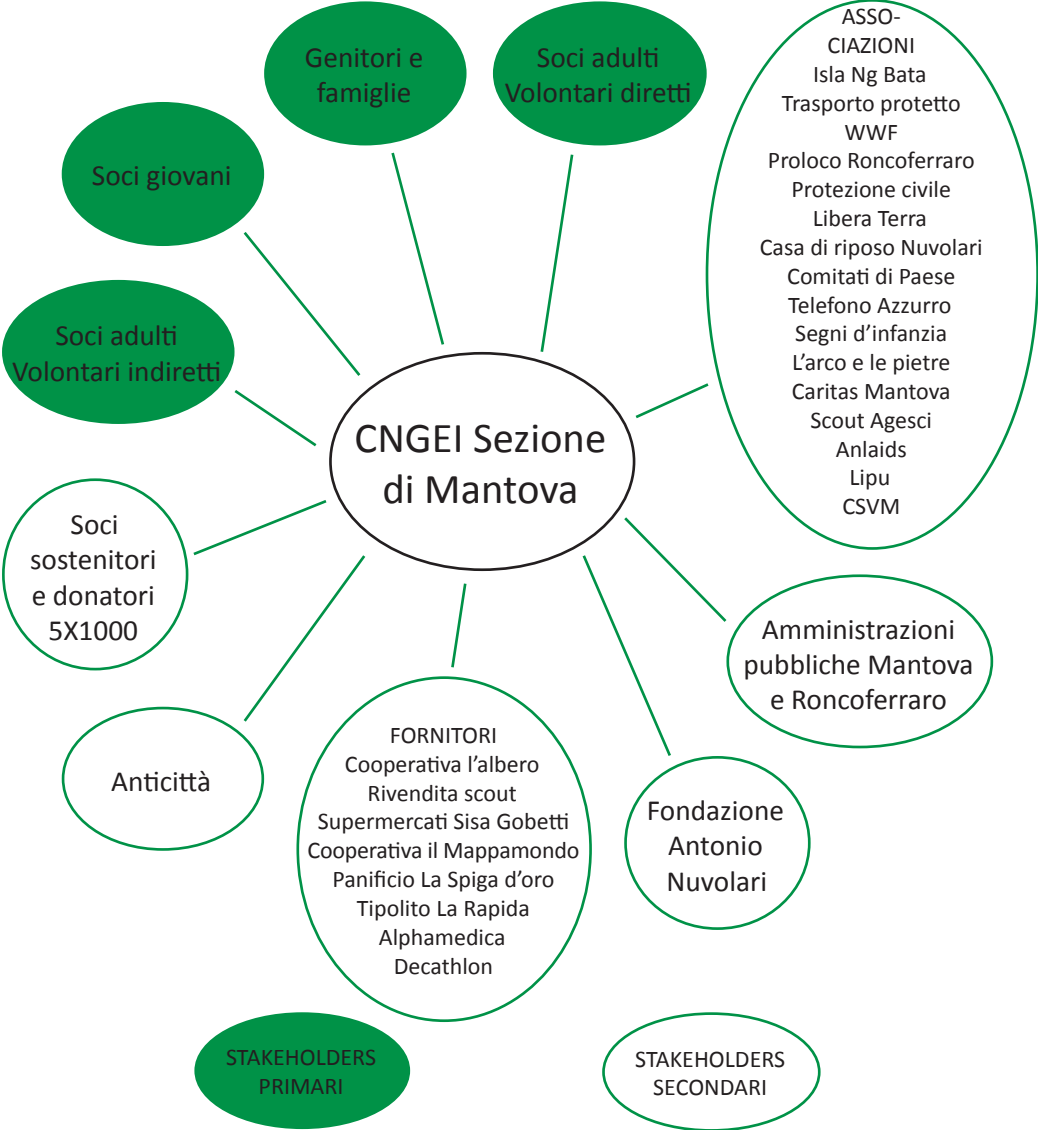 Genitori e
famiglie
Soci adulti
Volontari diretti
ASSO-
CIAZIONI
Isla Ng Bata
Trasporto protetto
WWF
Proloco Roncoferraro
Protezione civile
Libera Terra
Casa di riposo Nuvolari
Comitati di Paese
Telefono Azzurro
Segni d'infanzia
L'arco e le pietre
Caritas Mantova
Scout Agesci
Anlaids
Lipu
CSVM
Soci giovani
Soci adulti
Volontari indiretti
CNGEI Sezione
di Mantova
Soci
sostenitori
e donatori
5X1000
Amministrazioni
pubbliche Mantova
e Roncoferraro
Anticittà
FORNITORI
Cooperativa l'albero
Rivendita scout
Supermercati Sisa Gobetti
Cooperativa il Mappamondo
Panificio La Spiga d'oro
Tipolito La Rapida
Alphamedica
Decathlon
Fondazione
Antonio
Nuvolari
STAKEHOLDERS
PRIMARI
STAKEHOLDERS
SECONDARI